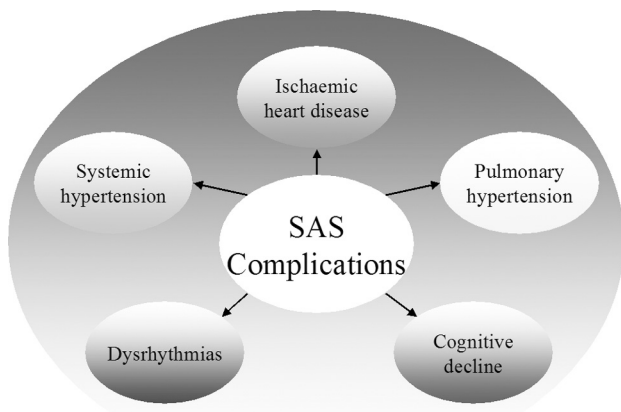 Ischaemic
heart disease
Systemic
hypertension
Pulmonary
hypertension
SAS
Complications
Dysrhythmias
Cognitive
decline